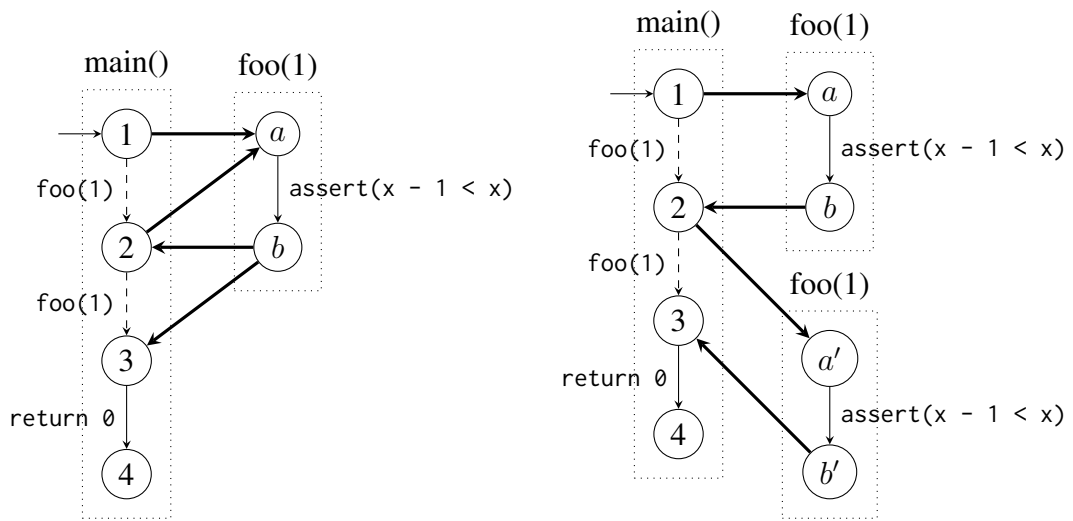 main()
foo(1)
1
a
foo(1)
assert(x - 1 < x)
2
b
foo(1)
3
return 0
4
main()
foo(1)
1
a
foo(1)
assert(x - 1 < x)
2
b
foo(1)
foo(1)
3
a′
return 0
assert(x - 1 < x)
4
b′